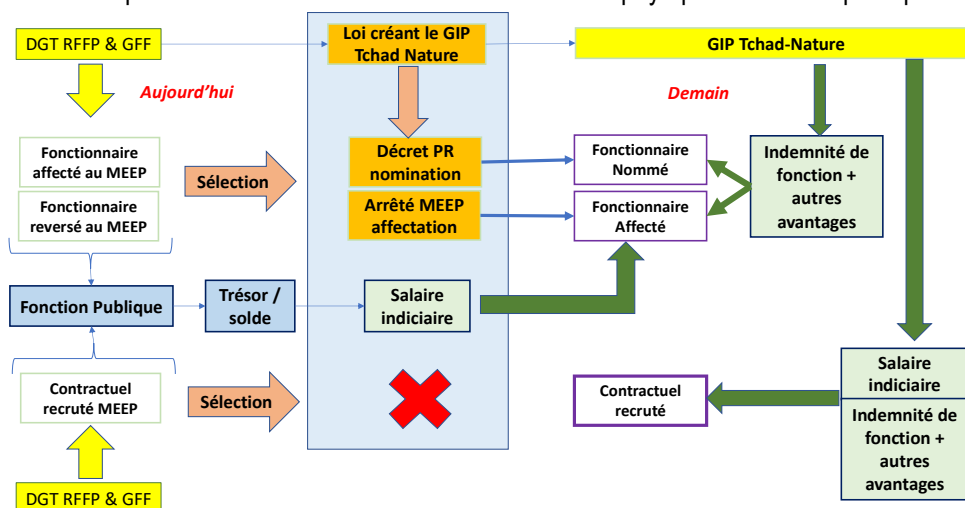 DGT RFFP & GFF
Loi créant le GIP
Tchad Nature
GIP Tchad-Nature
Aujourd’hui
Demain
Fonctionnaire
affecté au MEEP
Fonctionnaire
reversé au MEEP
Sélection
Décret PR
nomination
Arrêté MEEP
affectation
Fonctionnaire
Nommé
Fonctionnaire
Affecté
Indemnité de
fonction +
autres
avantages
Fonction Publique
Trésor /
solde
Salaire
indiciaire
Contractuel
recruté MEEP
Sélection
Contractuel
recruté
Salaire
indiciaire
Indemnité de
fonction +
autres
avantages
DGT RFFP & GFF